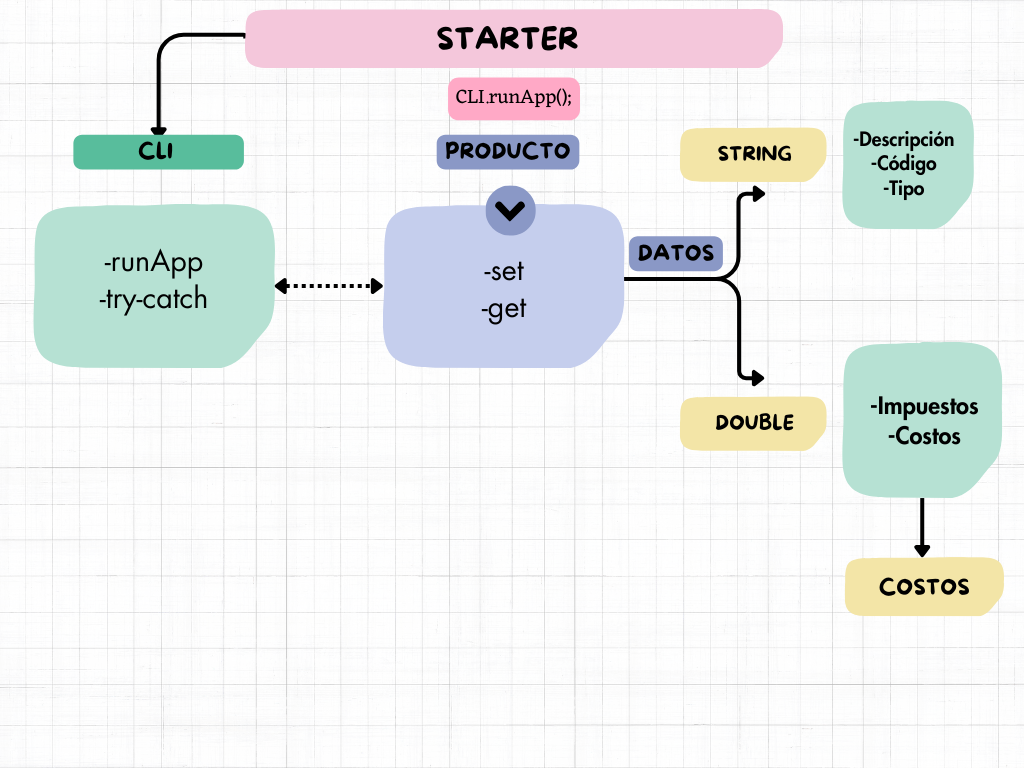 STARTER
CLI.runApp();
CLI
PRODUCTO
STRING
-Descripción
-Código
-Tipo
-runApp
-try-catch
-set
-get
DATOS
DOUBLE
-Impuestos
-Costos
COSTOS